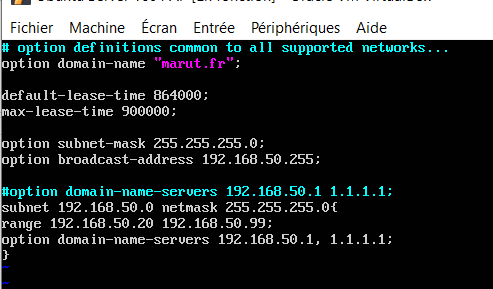 Fichier Machine Écran Entrée Périphériques Aide
# option definitions common to all supported networks...
option domain-name "marut.fr";
default-lease-time 864000;
max-lease-time 900000;
option subnet-mask 255.255.255.0;
option broadcast-address 192.168.50.255;
#option domain-name-servers 192.168.50.1 1.1.1.1;
subnet 192.168.50.0 netmask 255.255.255.0{
range 192.168.50.20 192.168.50.99;
option domain-name-servers 192.168.50.1, 1.1.1.1;
}
~
~